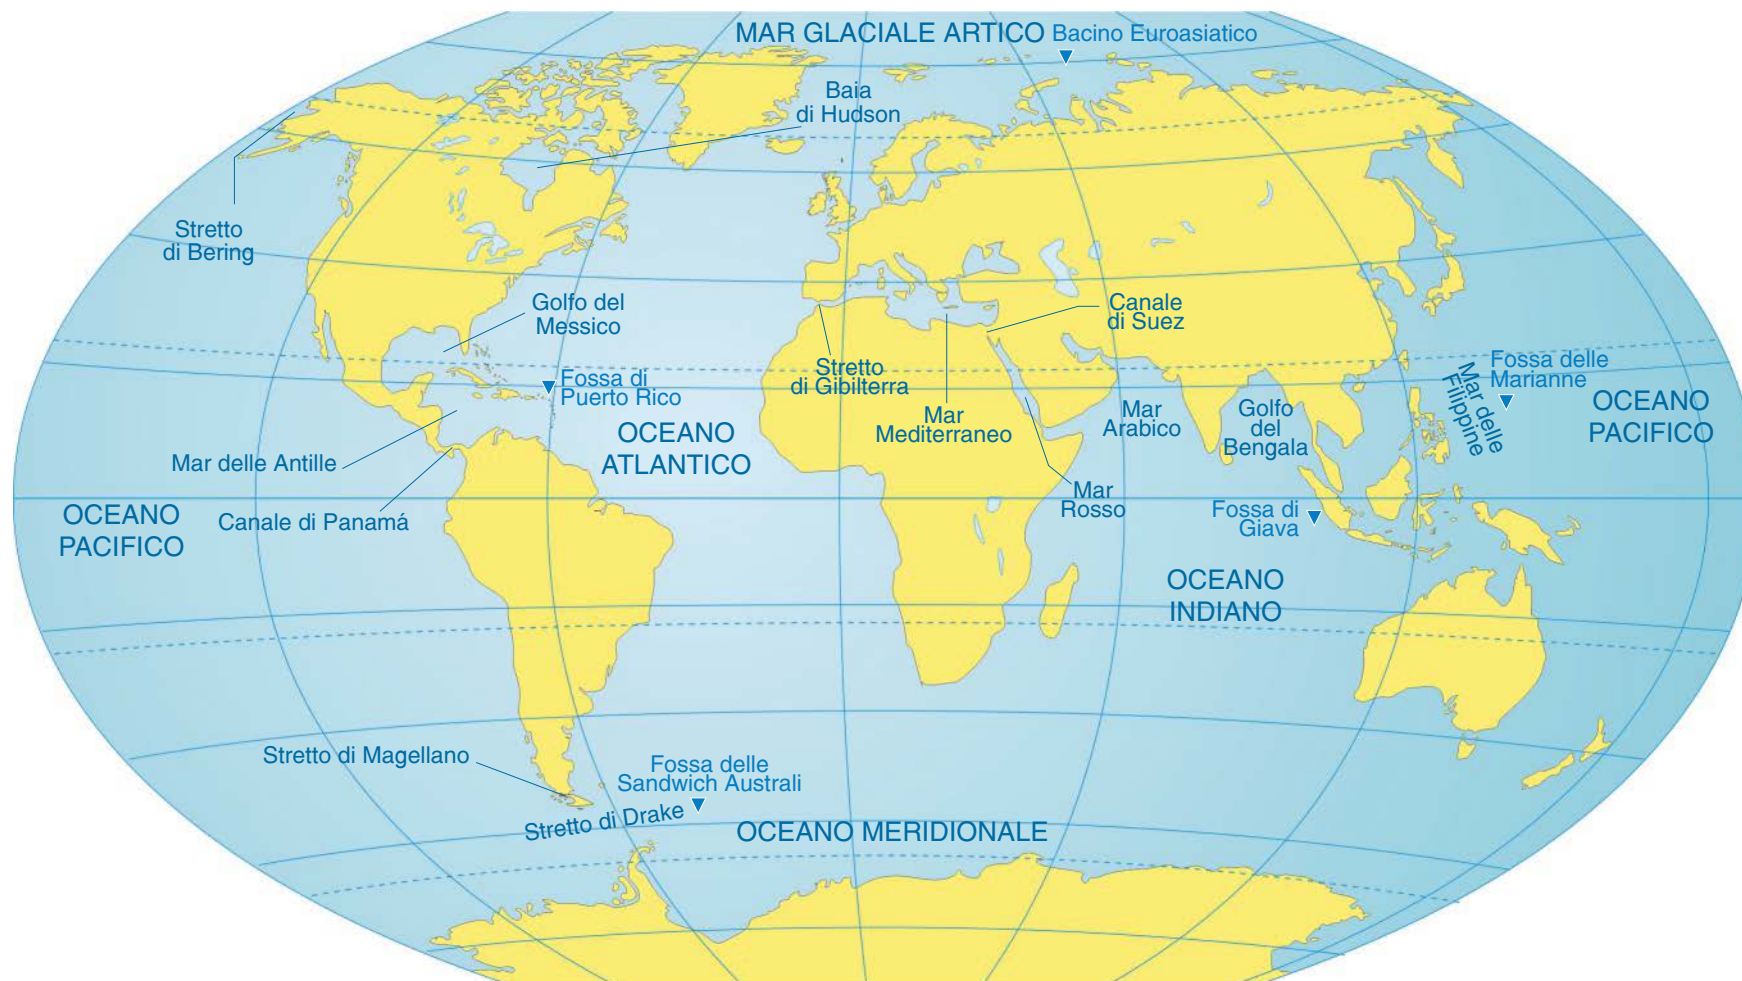 MAR GLACIALE ARTICO
Bacino Euroasiatico
Baia
di Hudson
Stretto
di Bering
Golfo del
Messico
Canale
di Suez
Stretto
di Gibilterra
Fossa di
Puerto Rico
Fossa delle
Marianne
Mar delle
Filippine
OCEANO
PACIFICO
Mar
Mediterraneo
Mar
Arabico
Golfo
del
Bengala
OCEANO
ATLANTICO
Mar delle Antille
Mar
Rosso
Canale di Panamá
OCEANO
PACIFICO
Fossa di
Giava
OCEANO
INDIANO
Stretto di Magellano
Fossa delle
Sandwich Australi
Stretto di Drake
OCEANO MERIDIONALE